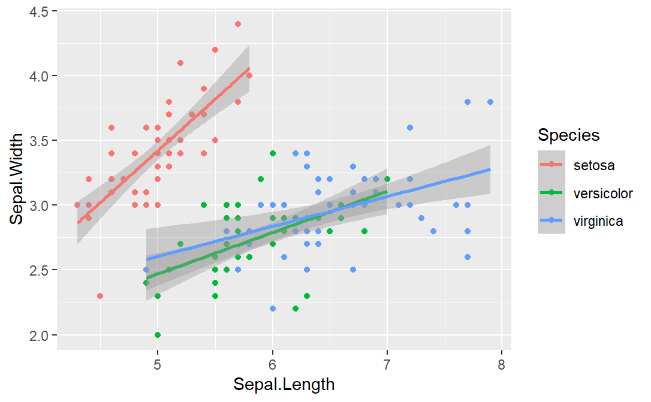 4.5
4.0
3.5
3.0
2.5
2.0
Sepal.Width
5
6
7
8
Sepal.Length
Species
setosa
versicolor
virginica